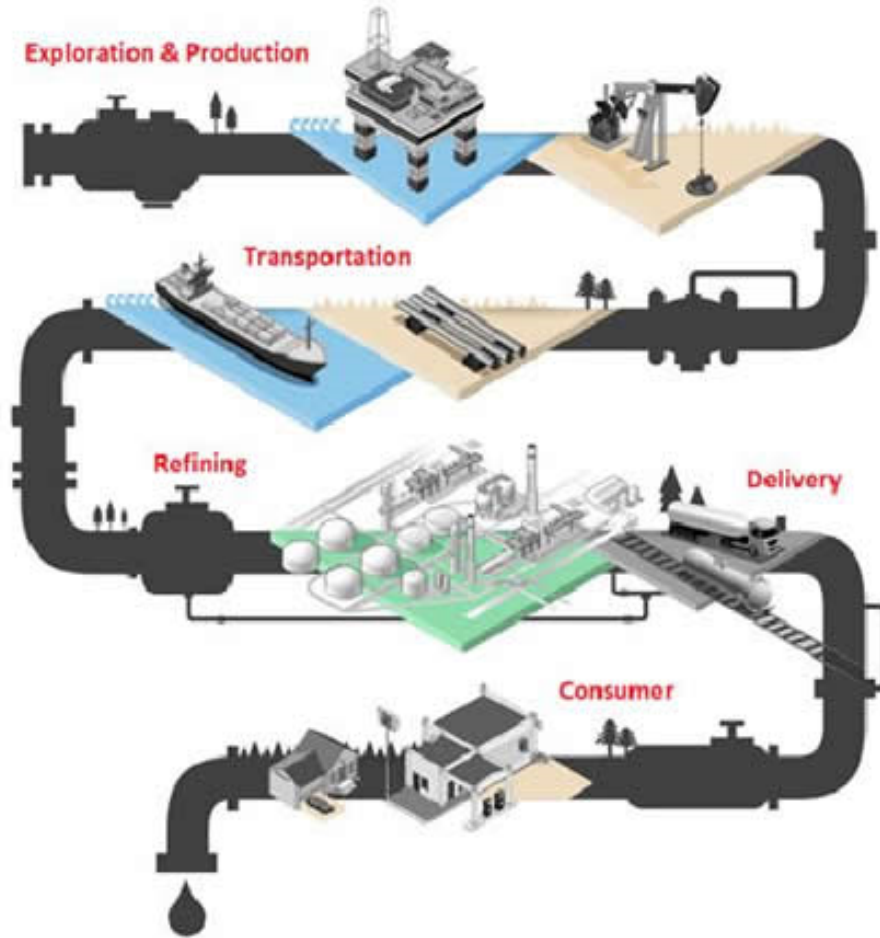 Exploration & Production
Transportation
Refining
Delivery
Consumer